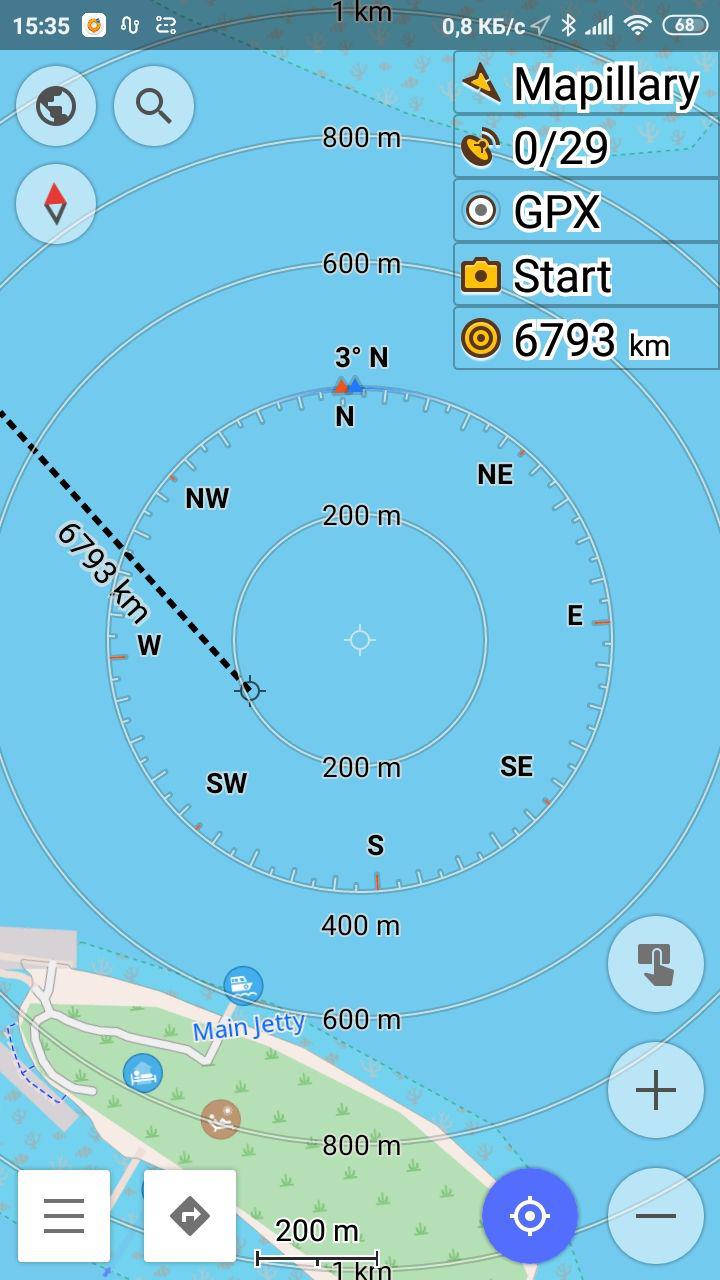 1 km
15:35
0,8 КБ/с
68
Mapillary
800 m
0/29
GPX
600 m
Start
6793 km
3° N
N
NE
NW
200 m
6793 km
E
W
200 m
SE
SW
S
400 m
600 m
Main Jetty
800 m
200 m
1 km